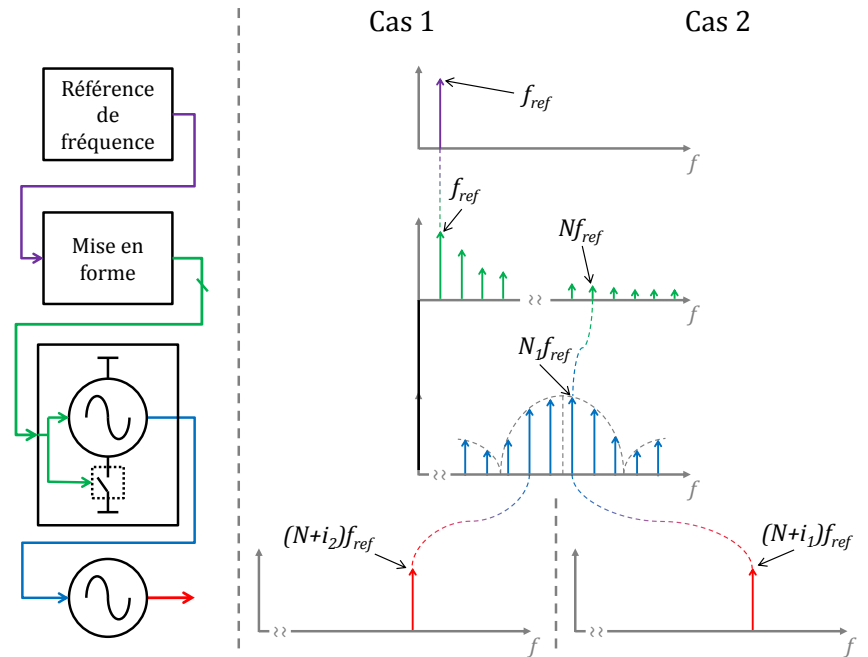 Cas 1
Cas 2
Référence
de
fréquence
f_ref
f
Mise en
forme
f_ref
Nf_ref
f
N_1f_ref
f
(N+i_2)f_ref
f
(N+i_1)f_ref
f